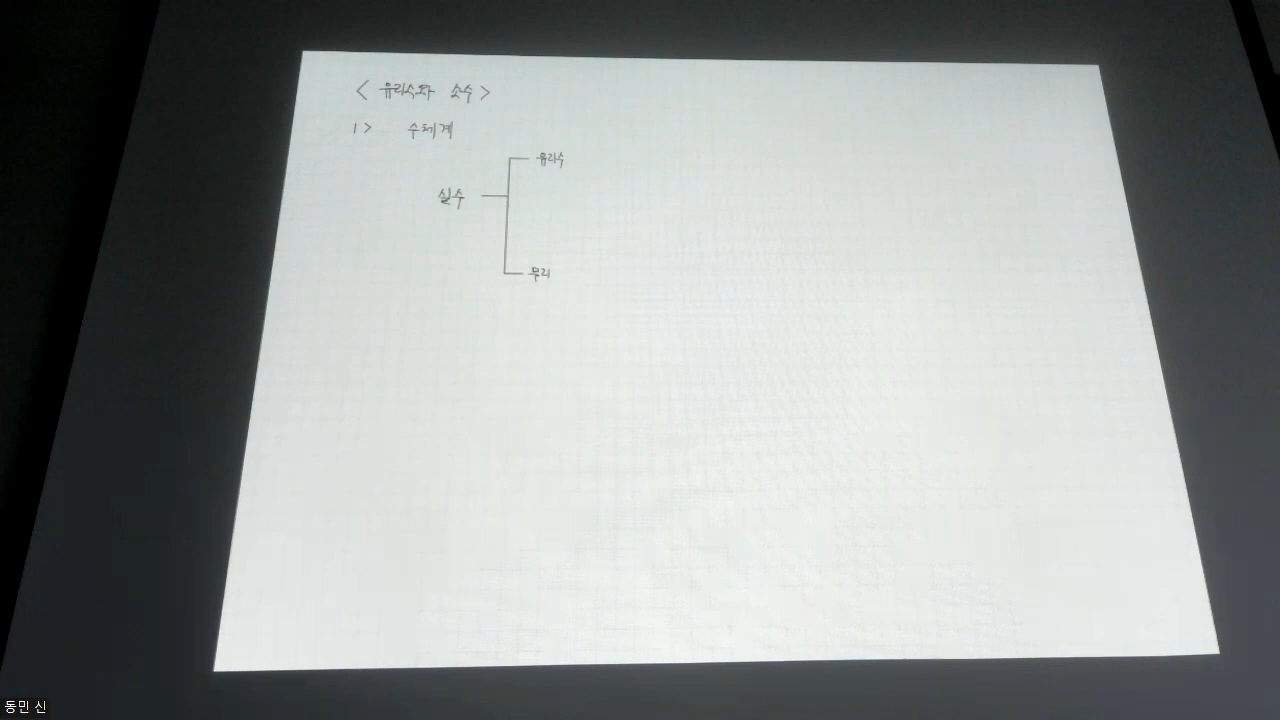 < 유리수와 소수 >
1> 수체계
유리수
실수
무리
동민 신